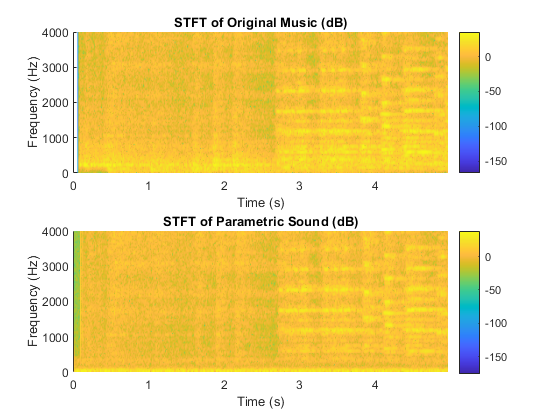 STFT of Original Music (dB)
4000
3000
2000
1000
0
Frequency (Hz)
0 1 2 3 4
Time (s)
0
-50
-100
-150
STFT of Parametric Sound (dB)
4000
3000
2000
1000
0
Frequency (Hz)
0 1 2 3 4
Time (s)
0
-50
-100
-150